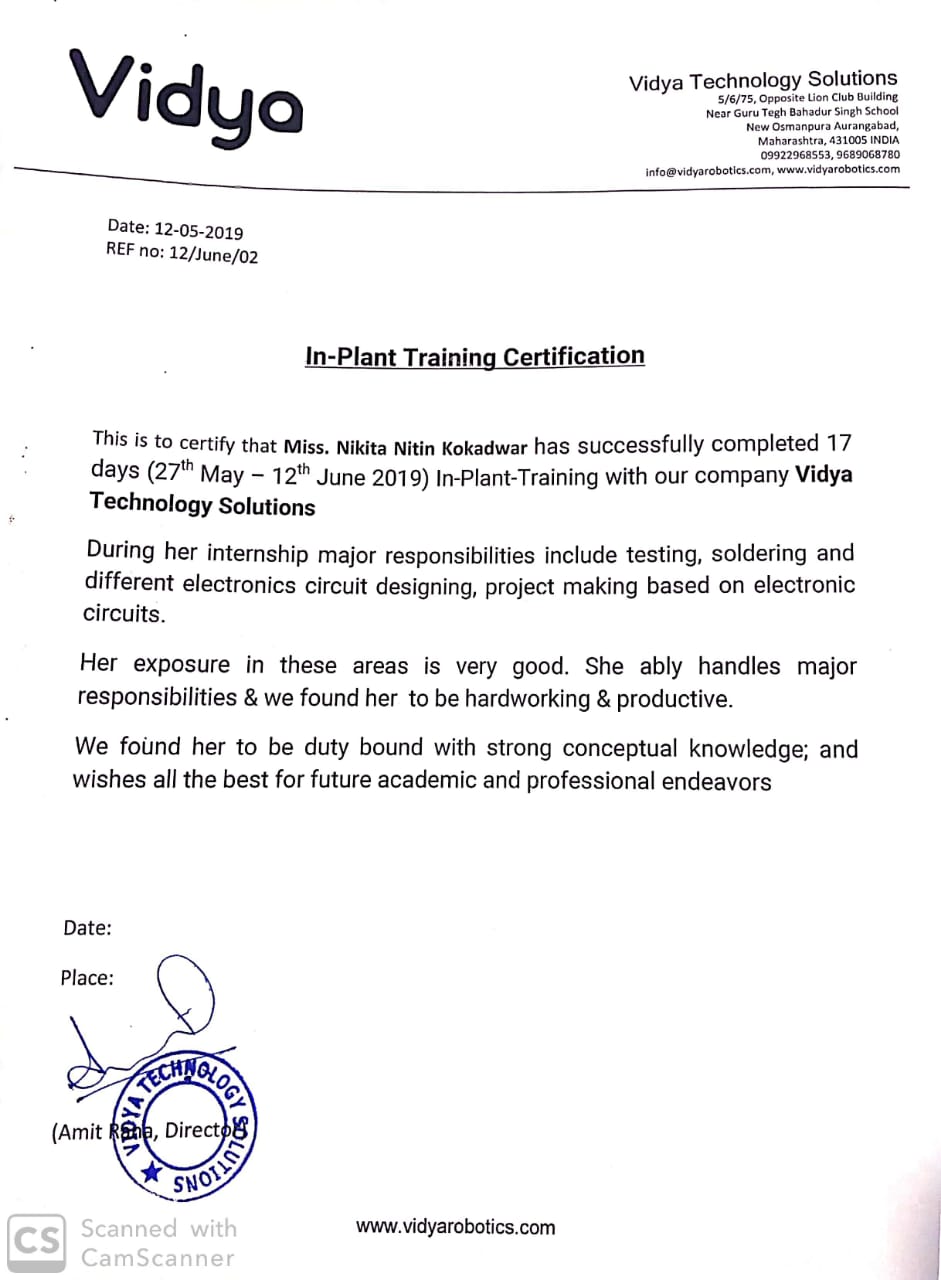 Vidya
Vidya Technology Solutions
5/6/75, Opposite Lion Club Building
Near Guru Tegh Bahadur Singh School
New Osmanpura Aurangabad,
Maharashtra, 431005 INDIA
09922968553, 9689068780
info@vidyarobotics.com, www.vidyarobotics.com
Date: 12-05-2019
REF no: 12/June/02
In-Plant Training Certification
This is to certify that Miss. Nikita Nitin Kokadwar has successfully completed 17
days (27th May – 12th June 2019) In-Plant-Training with our company Vidya
Technology Solutions
During her internship major responsibilities include testing, soldering and
different electronics circuit designing, project making based on electronic
circuits.
Her exposure in these areas is very good. She ably handles major
responsibilities & we found her to be hardworking & productive.
We found her to be duty bound with strong conceptual knowledge; and
wishes all the best for future academic and professional endeavors
Date:
Place:
VIDYA TECHNOLOGY SOLUTIONS
(Amit , Director)
www.vidyarobotics.com
CS
Scanned with
CamScanner